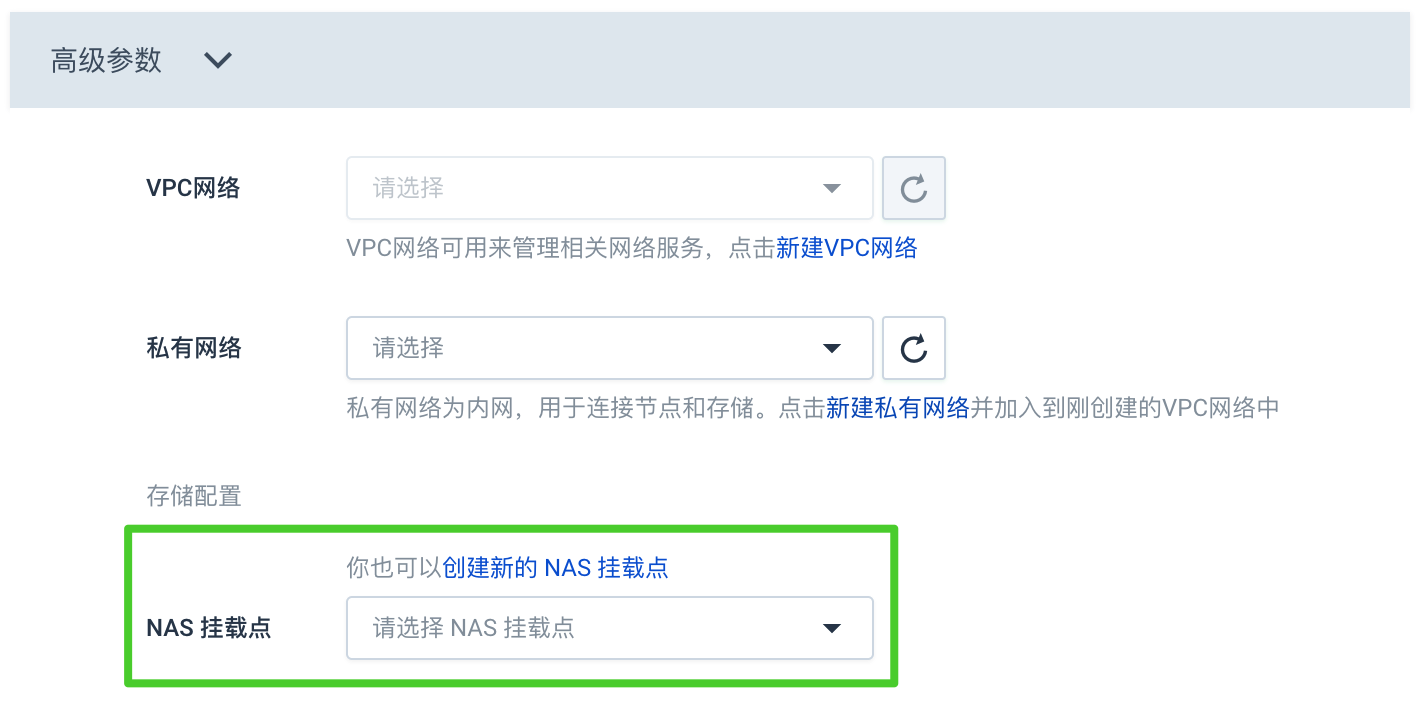 高级参数
VPC网络 请选择
VPC网络可用来管理相关网络服务，点击新建VPC网络
私有网络 请选择
私有网络为内网，用于连接节点和存储。点击新建私有网络并加入到刚创建的VPC网络中
存储配置
你也可以创建新的 NAS 挂载点
NAS 挂载点 请选择 NAS 挂载点